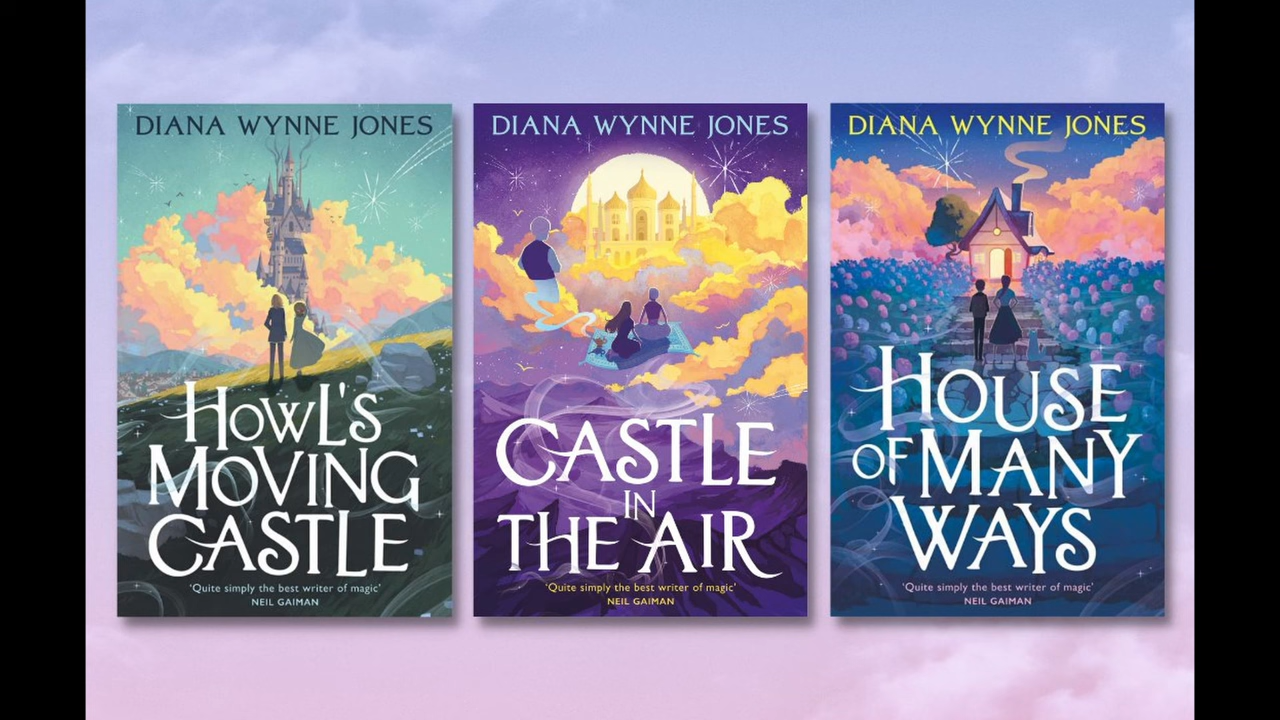 DIANA WYNNE JONES
HOWL'S
MOVING
CASTLE
'Quite simply the best writer of magic'
NEIL GAIMAN
DIANA WYNNE JONES
CASTLE
IN
THE AIR
'Quite simply the best writer of magic'
NEIL GAIMAN
DIANA WYNNE JONES
HOUSE
OF MANY
WAYS
'Quite simply the best writer of magic'
NEIL GAIMAN